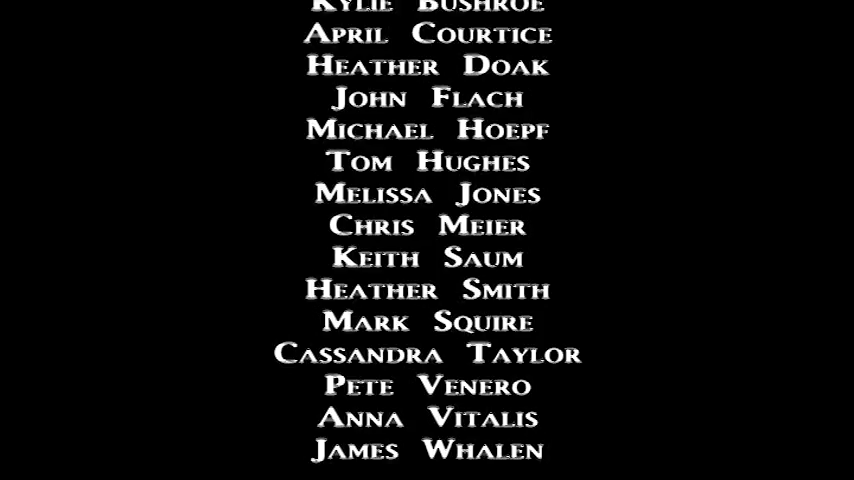 Kylie Bushroe
April Courtice
Heather Doak
John Flach
Michael Hoepf
Tom Hughes
Melissa Jones
Chris Meier
Keith Saum
Heather Smith
Mark Squire
Cassandra Taylor
Pete Venero
Anna Vitalis
James Whalen